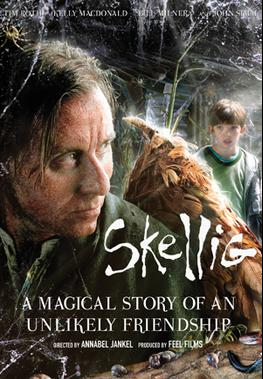 TIM ROTH KELLY MACDONALD BILL MILNER AND JOHN SIMM
Skellig
A MAGICAL STORY OF AN
UNLIKELY FRIENDSHIP
DIRECTED BY ANNABEL JANKEL PRODUCED BY FEEL FILMS